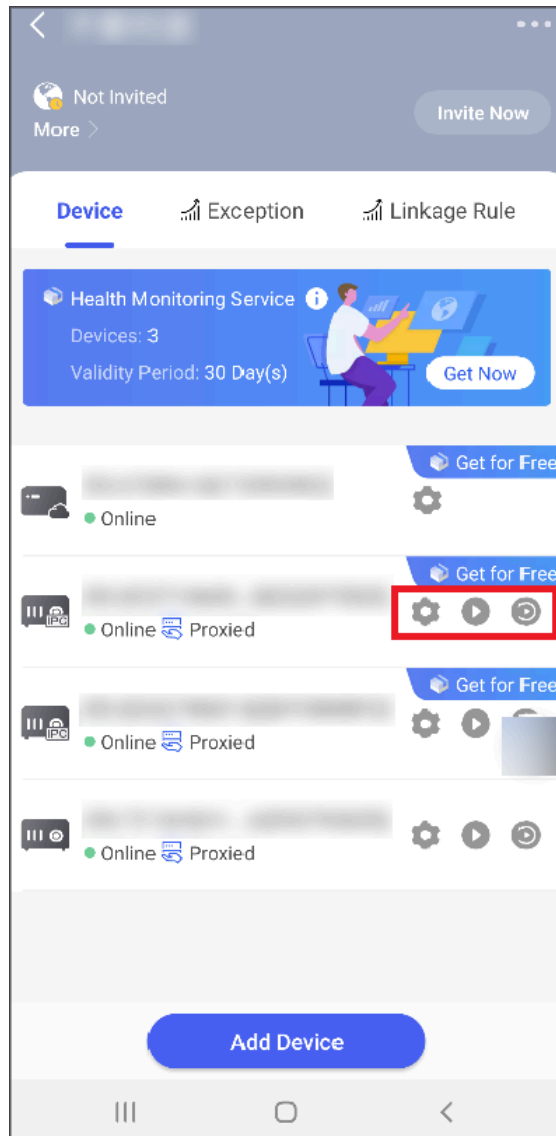 Not Invited
More
Invite Now
Device
Exception
Linkage Rule
Health Monitoring Service
Devices: 3
Validity Period: 30 Day(s)
Get Now
Get for Free
Online
Get for Free
IPC
Online Proxied
Get for Free
IPC
Online Proxied
Online Proxied
Add Device